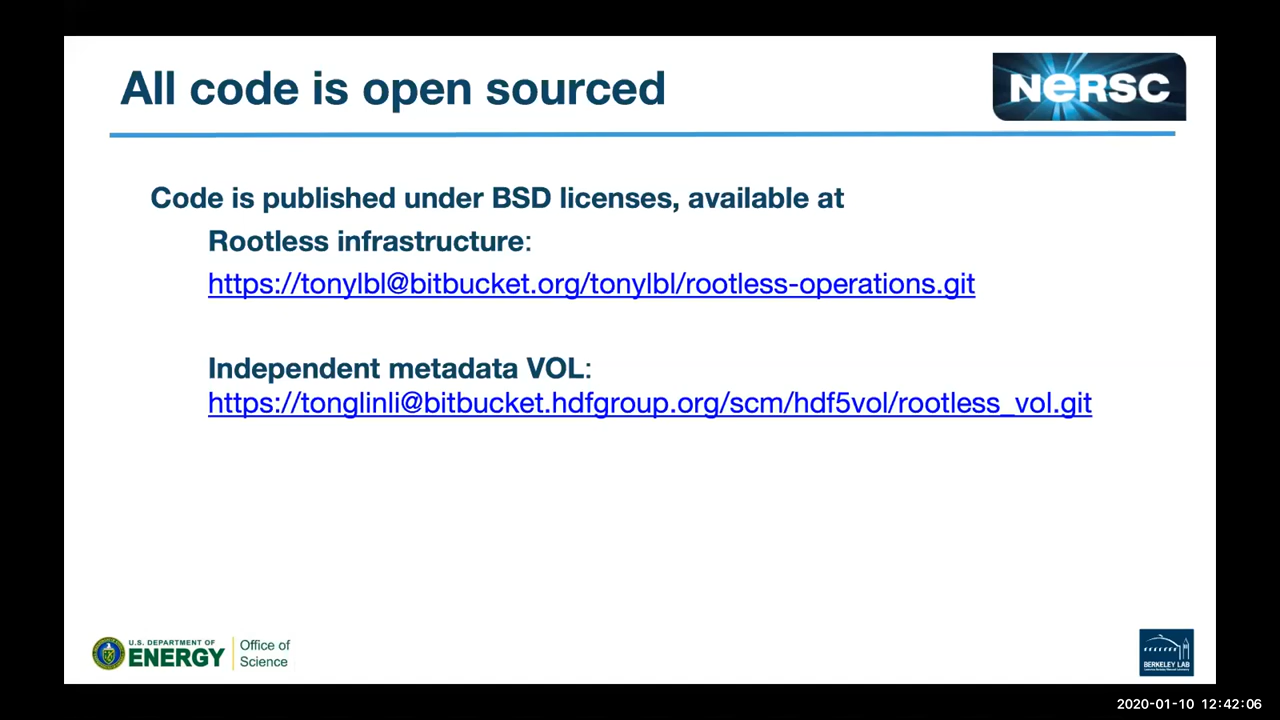 All code is open sourced
NERSC
Code is published under BSD licenses, available at
Rootless infrastructure:
https://tonylbl@bitbucket.org/tonylbl/rootless-operations.git
Independent metadata VOL:
https://tonglinli@bitbucket.hdfgroup.org/scm/hdf5vol/rootless_vol.git
U.S. DEPARTMENT OF
ENERGY
Office of
Science
BERKELEY LAB
2020-01-10 12:42:06